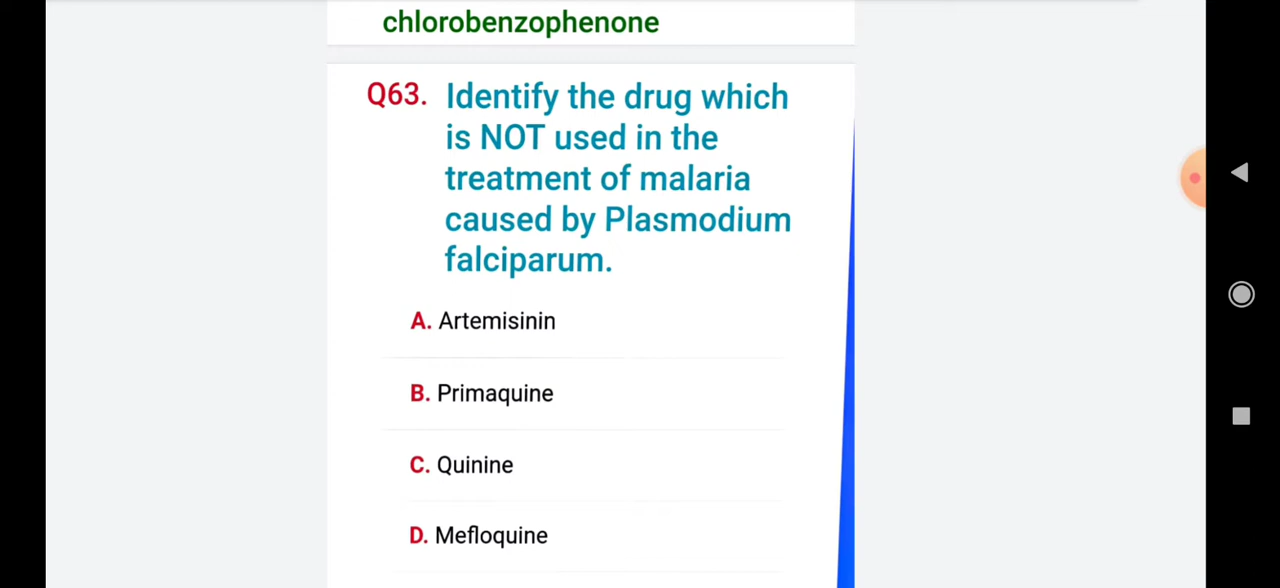 chlorobenzophenone
Q63. Identify the drug which
is NOT used in the
treatment of malaria
caused by Plasmodium
falciparum.
A. Artemisinin
B. Primaquine
C. Quinine
D. Mefloquine